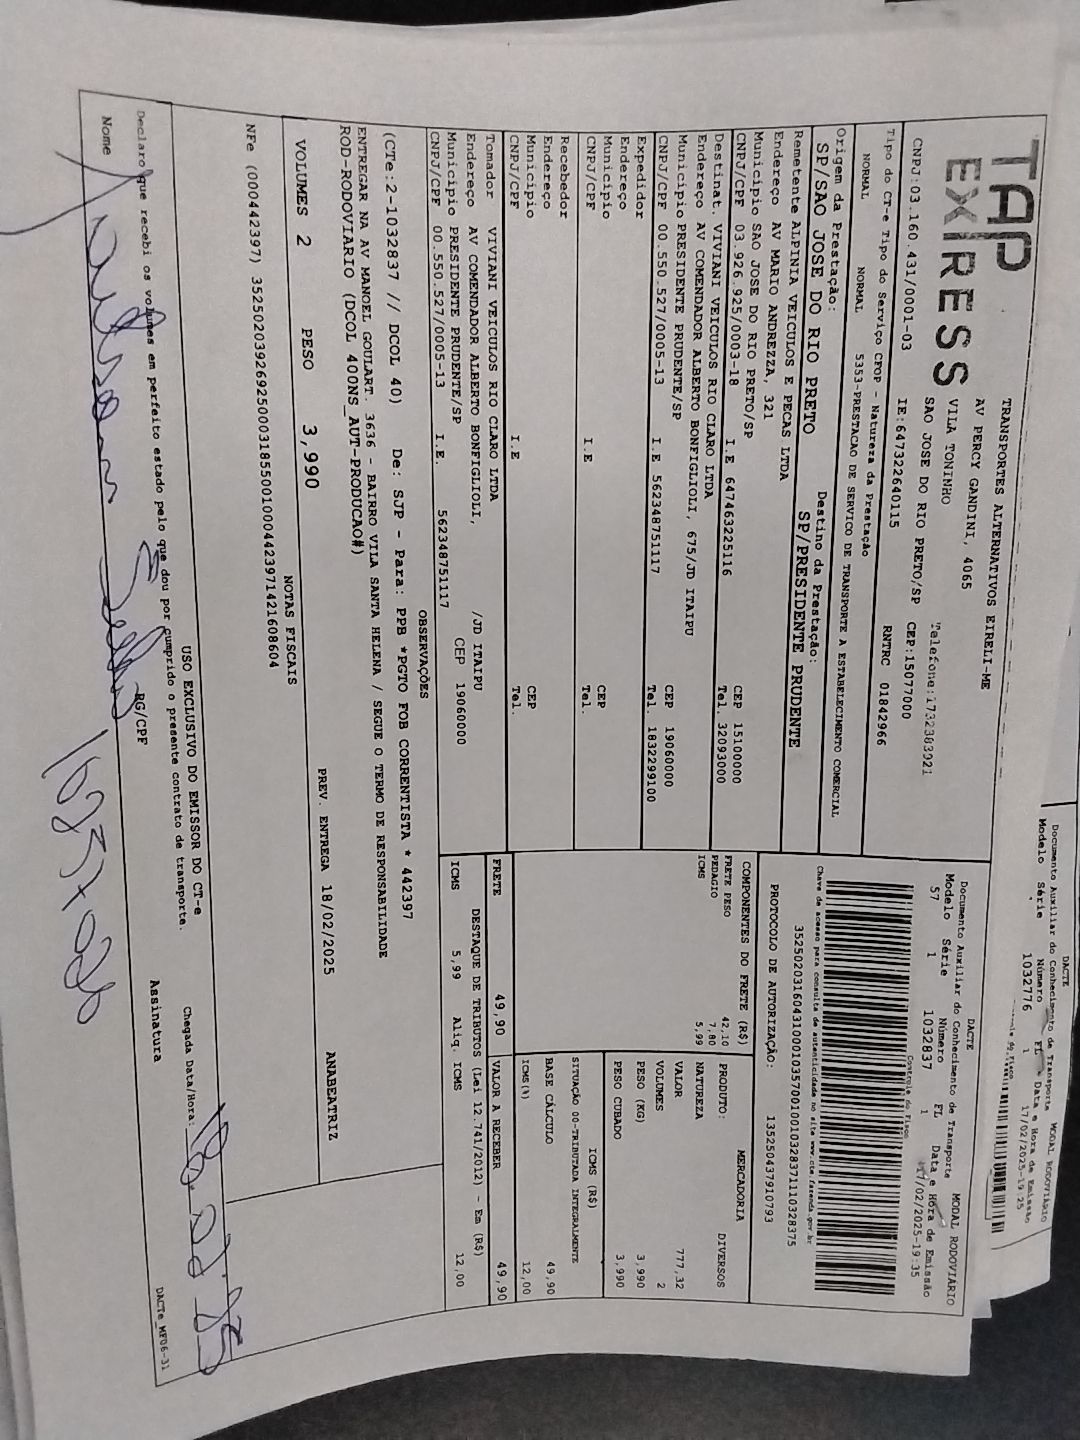 TAP
EXPRESS
TRANSPORTES ALTERNATIVOS EIRELI-ME
AV PERCY GANDINI, 4065
VILA TONINHO
SAO JOSE DO RIO PRETO/SP CEP:15077000
Telefone:1732383021
CNPJ:03.160.431/0001-03 IE:647322640115 RNTRC 01842966
Tipo do CT-e Tipo do Serviço CFOP - Natureza da Prestação
NORMAL NORMAL 5353-PRESTACAO DE SERVICO DE TRANSPORTE A ESTABELECIMENTO COMERCIAL
Origem da Prestação: Destino da Prestação:
SP/SAO JOSE DO RIO PRETO SP/PRESIDENTE PRUDENTE
Remetente ALPINIA VEICULOS E PECAS LTDA
Endereço AV MARIO ANDREZZA, 321
Município SAO JOSE DO RIO PRETO/SP CEP 15100000
CNPJ/CPF 03.926.925/0003-18 I.E 647463225116 Tel. 32093000
Destinat. VIVIANI VEICULOS RIO CLARO LTDA
Endereço AV COMENDADOR ALBERTO BONFIGLIOLI, 675/JD ITAIPU
Município PRESIDENTE PRUDENTE/SP CEP 19060000
CNPJ/CPF 00.550.527/0005-13 I.E 562348751117 Tel. 1832299100
Expedidor
Endereço
Município CEP
CNPJ/CPF I.E Tel.
Recebedor
Endereço
Município CEP
CNPJ/CPF I.E Tel.
Tomador VIVIANI VEICULOS RIO CLARO LTDA
Endereço AV COMENDADOR ALBERTO BONFIGLIOLI, /JD ITAIPU
Município PRESIDENTE PRUDENTE/SP CEP 19060000
CNPJ/CPF 00.550.527/0005-13 I.E. 562348751117
OBSERVAÇÕES
(CTe:2-1032837 // DCOL 40) De: SJP - Para: PPB *PGTO FOB CORRENTISTA * 442397
ENTREGAR NA AV MANOEL GOULART. 3636 - BAIRRO VILA SANTA HELENA / SEGUE O TERMO DE RESPONSABILIDADE
ROD-RODOVIARIO (DCOL 400NS_AUT-PRODUCAO#)
VOLUMES 2 PESO 3,990 PREV. ENTREGA 18/02/2025 ANABEATRIZ
NOTAS FISCAIS
NFe (000442397) 35250203926925000318550010004423971421608604
USO EXCLUSIVO DO EMISSOR DO CT-e
Declaro que recebi os volumes em perfeito estado pelo que dou por cumprido o presente contrato de transporte.
Chegada Data/Hora:
Nome RG/CPF Assinatura
DACTe_MF06-31
DACTE MODAL RODOVIÁRIO
Documento Auxiliar do Conhecimento de Transporte
Modelo Série Número FL Data e Hora de Emissão
57 1 1032837 1 17/02/2025-19:35
Controle do Fisco
Chave de acesso para consulta de autenticidade no site www.cte.fazenda.gov.br
35250203160431000103570010010328371110328375
PROTOCOLO DE AUTORIZAÇÃO: 135250437910793
COMPONENTES DO FRETE (R$)
FRETE PESO 42,10
PEDAGIO 7,80
ICMS 5,99
MERCADORIA
PRODUTO: DIVERSOS
NATUREZA
VALOR 777,32
VOLUMES 2
PESO (KG) 3,990
PESO CUBADO 3,990
ICMS (R$)
SITUAÇÃO 00-TRIBUTADA INTEGRALMENTE
BASE CÁLCULO 49,90
ICMS(%) 12,00
FRETE 49,90 VALOR A RECEBER 49,90
DESTAQUE DE TRIBUTOS (Lei 12.741/2012) - Em (R$)
ICMS 5,99 Aliq. ICMS 12,00
DACTE MODAL RODOVIÁRIO
Documento Auxiliar do Conhecimento de Transporte
Modelo Série Número FL Data e Hora de Emissão
1 1032776 1 17/02/2025-19:25